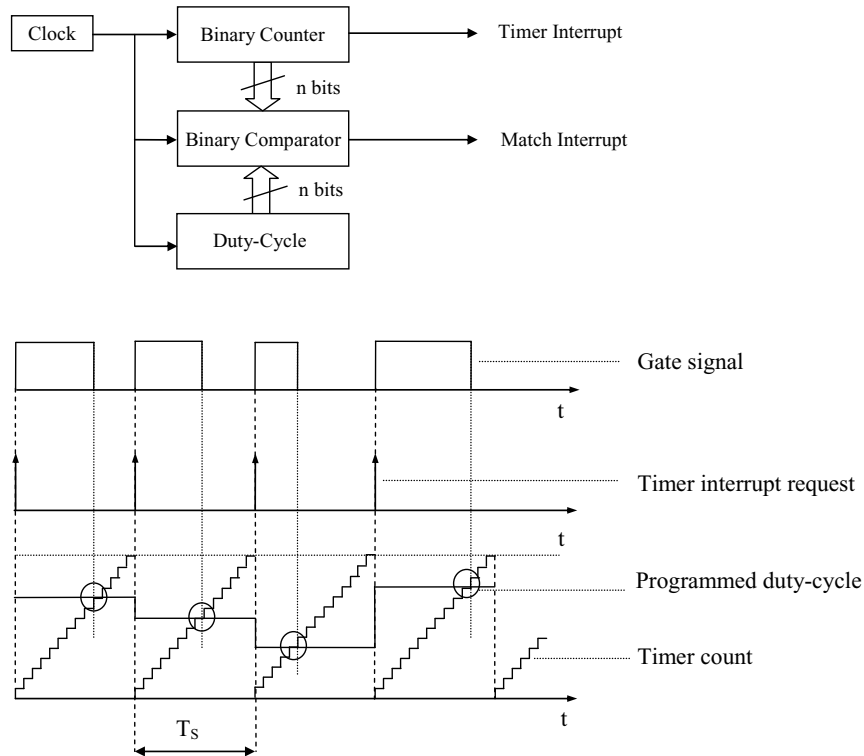 Clock
Binary Counter
Timer Interrupt
n bits
Binary Comparator
Match Interrupt
n bits
Duty-Cycle
Gate signal
t
Timer interrupt request
t
Programmed duty-cycle
Timer count
t
TS